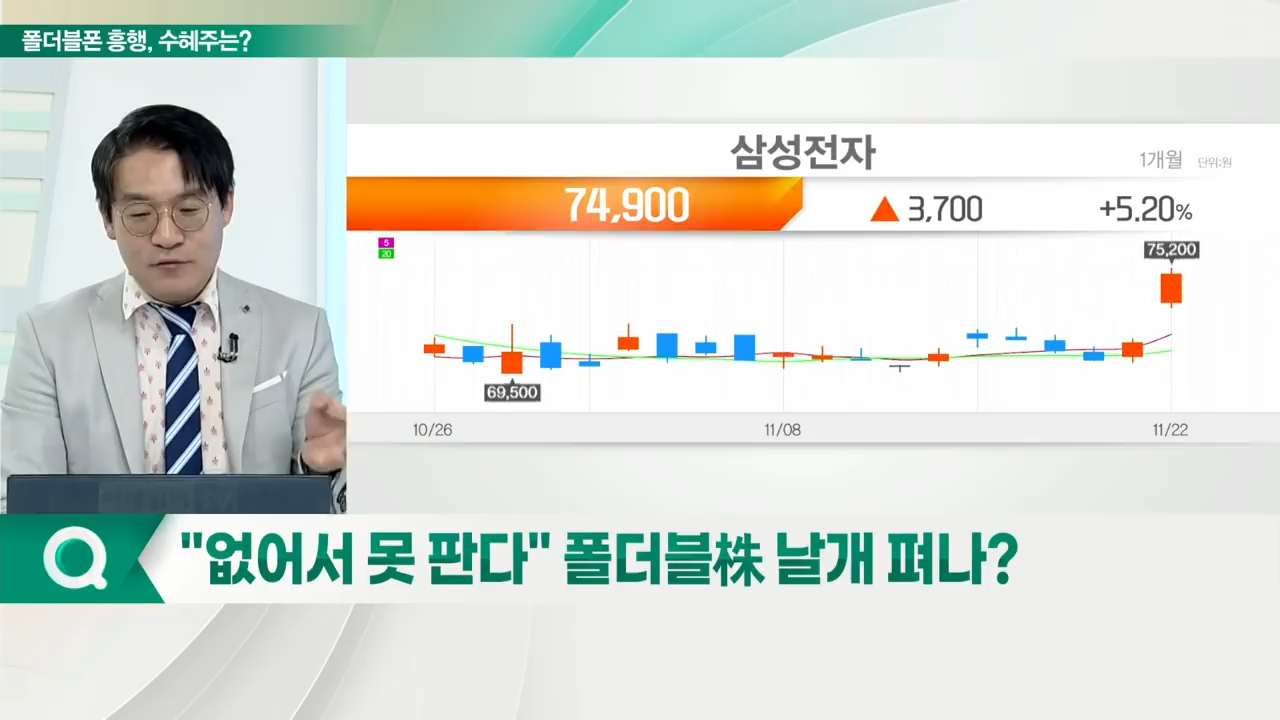 폴더블폰 흥행, 수혜주는?
삼성전자
1개월 단위:원
74,900 ▲ 3,700 +5.20%
5
20
75,200
69,500
10/26 11/08 11/22
"없어서 못 판다" 폴더블株 날개 펴나?